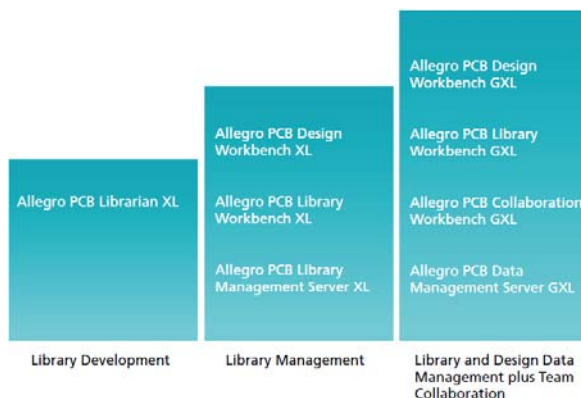 Allegro PCB Librarian XL
Library Development
Allegro PCB Design
Workbench XL
Allegro PCB Library
Workbench XL
Allegro PCB Library
Management Server XL
Library Management
Allegro PCB Design
Workbench GXL
Allegro PCB Library
Workbench GXL
Allegro PCB Collaboration
Workbench GXL
Allegro PCB Data
Management Server GXL
Library and Design Data
Management plus Team
Collaboration